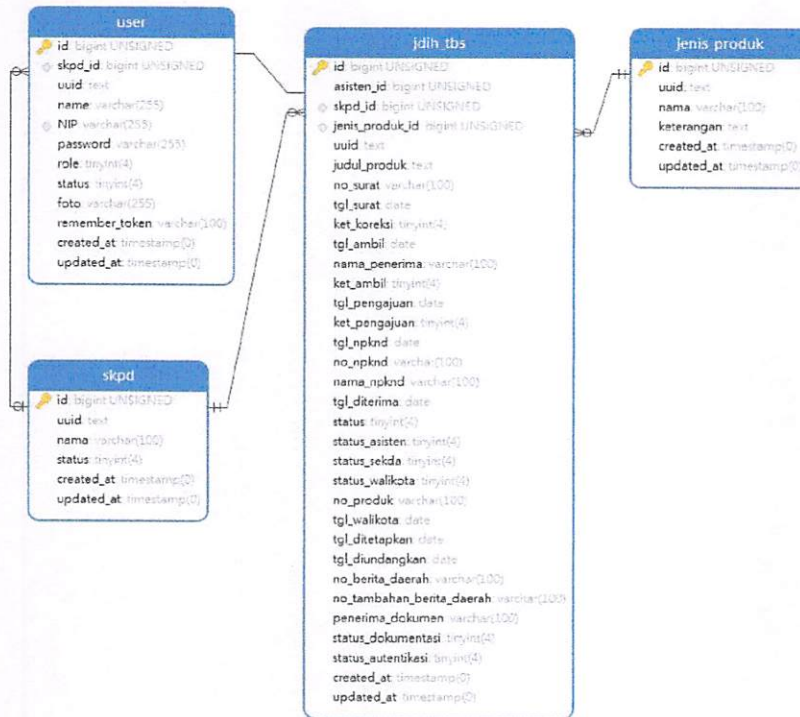 user
id: bigint UNSIGNED
skpd_id: bigint UNSIGNED
uuid: text
name: varchar(255)
NIP: varchar(255)
password: varchar(255)
role: tinyint(4)
status: tinyint(4)
foto: varchar(255)
remember_token: varchar(100)
created_at: timestamp(0)
updated_at: timestamp(0)
skpd
id: bigint UNSIGNED
uuid: text
nama: varchar(100)
status: tinyint(4)
created_at: timestamp(0)
updated_at: timestamp(0)
jdih_tbs
id: bigint UNSIGNED
asisten_id: bigint UNSIGNED
skpd_id: bigint UNSIGNED
jenis_produk_id: bigint UNSIGNED
uuid: text
judul_produk: text
no_surat: varchar(100)
tgl_surat: date
ket_koreksi: tinyint(4)
tgl_ambil: date
nama_penerima: varchar(100)
ket_ambil: tinyint(4)
tgl_pengajuan: date
ket_pengajuan: tinyint(4)
tgl_npknd: date
no_npknd: varchar(100)
nama_npknd: varchar(100)
tgl_diterima: date
status: tinyint(4)
status_asisten: tinyint(4)
status_sekda: tinyint(4)
status_walikota: tinyint(4)
no_produk: varchar(100)
tgl_walikota: date
tgl_ditetapkan: date
tgl_diundangkan: date
no_berita_daerah: varchar(100)
no_tambahan_berita_daerah: varchar(100)
penerima_dokumen: varchar(100)
status_dokumentasi: tinyint(4)
status_autentikasi: tinyint(4)
created_at: timestamp(0)
updated_at: timestamp(0)
jenis_produk
id: bigint UNSIGNED
uuid: text
nama: varchar(100)
keterangan: text
created_at: timestamp(0)
updated_at: timestamp(0)